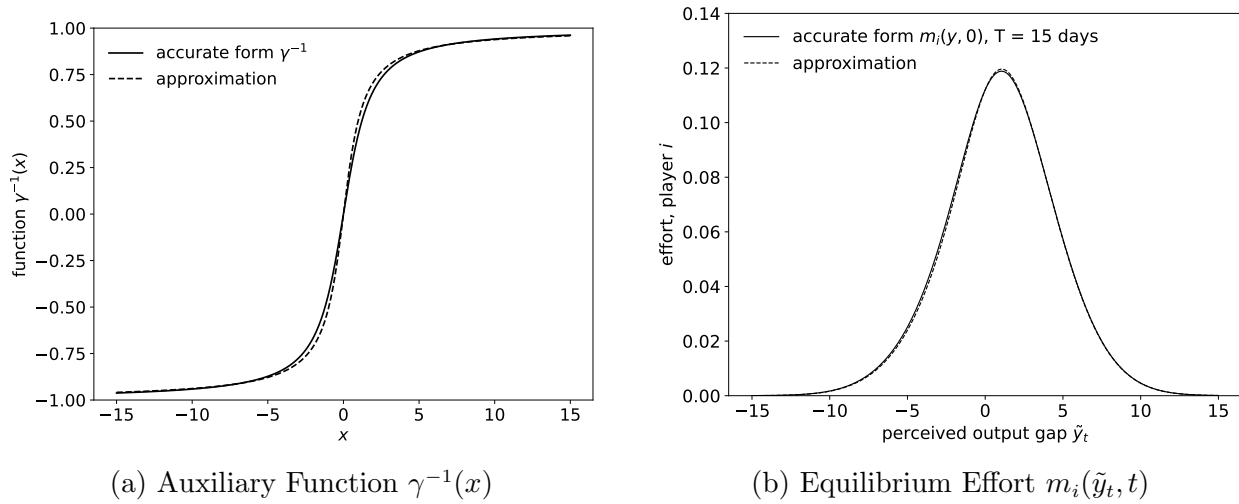 1.00
0.75
0.50
0.25
0.00
−0.25
−0.50
−0.75
−1.00
function γ⁻¹(x)
accurate form γ⁻¹
approximation
−15 −10 −5 0 5 10 15
x
(a) Auxiliary Function γ⁻¹(x)
0.14
0.12
0.10
0.08
0.06
0.04
0.02
0.00
effort, player i
accurate form mᵢ(y, 0), T = 15 days
approximation
−15 −10 −5 0 5 10 15
perceived output gap ỹₜ
(b) Equilibrium Effort mᵢ(ỹₜ, t)